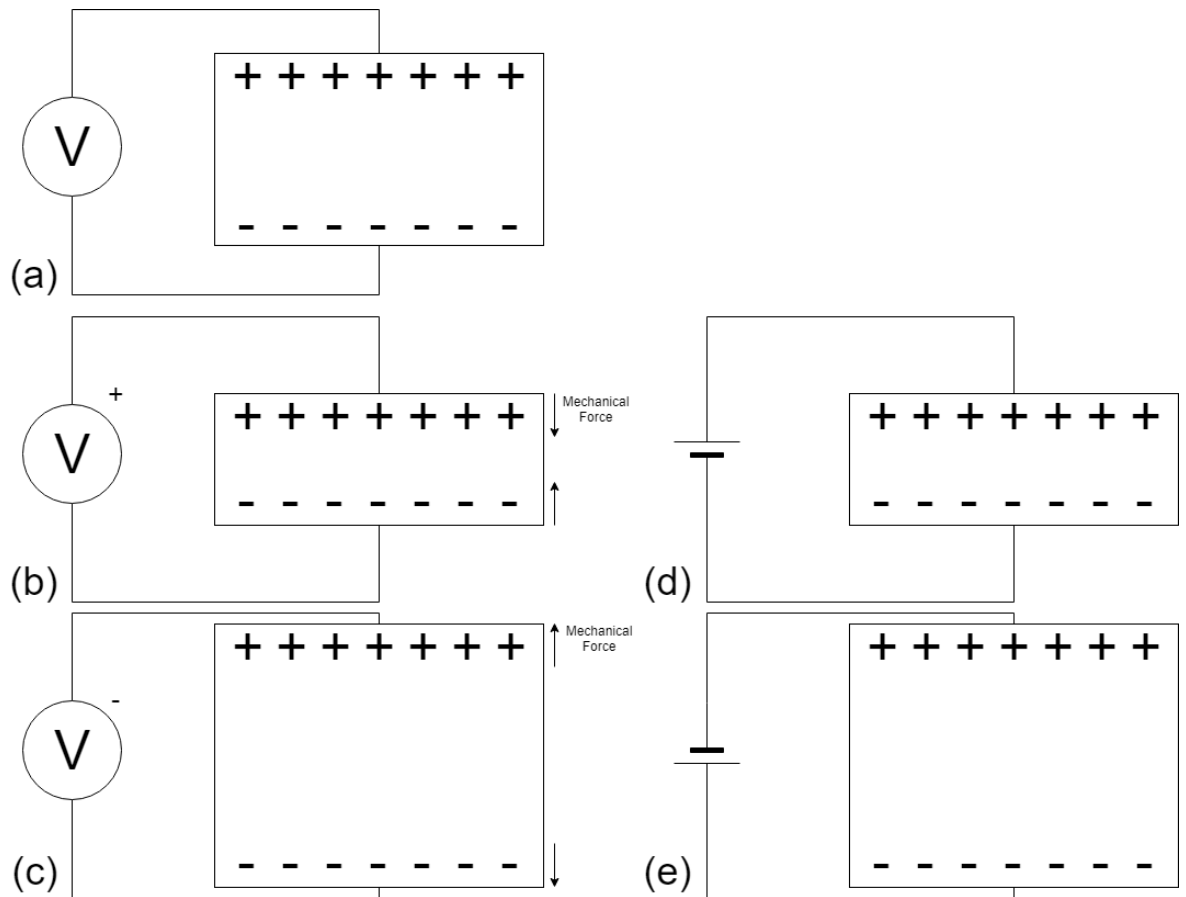 + + + + + + +
V
- - - - - - -
(a)
+
+ + + + + + +
Mechanical
Force
V
- - - - - - -
(b)
+ + + + + + +
- - - - - - -
(d)
+ + + + + + +
Mechanical
Force
-
V
- - - - - - -
(c)
+ + + + + + +
- - - - - - -
(e)